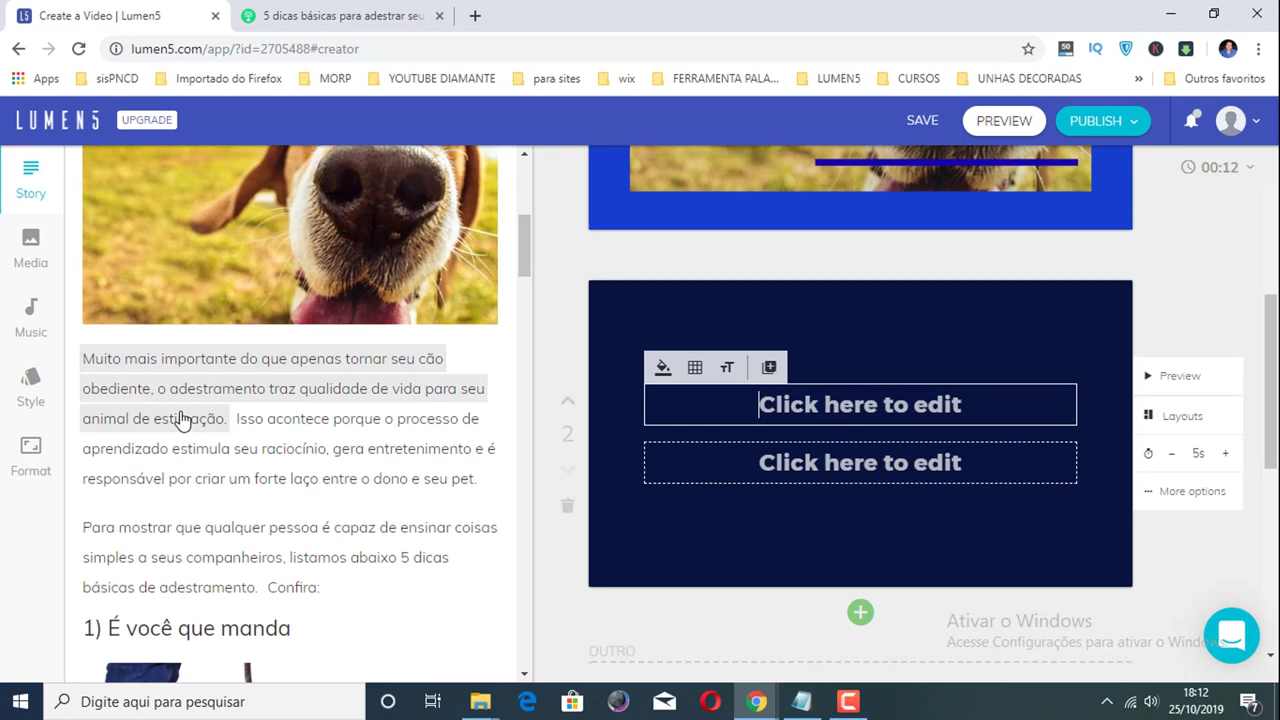 Create a Video | Lumen5
5 dicas básicas para adestrar seu
lumen5.com/app/?id=2705488#creator
50
IQ
K
Apps
sisPNCD
Importado do Firefox
MORP
YOUTUBE DIAMANTE
para sites
wix
FERRAMENTA PALA...
LUMEN5
CURSOS
UNHAS DECORADAS
»
Outros favoritos
LUMEN5
UPGRADE
SAVE
PREVIEW
PUBLISH
Story
Media
Music
Style
Format
00:12
Muito mais importante do que apenas tornar seu cão
obediente, o adestramento traz qualidade de vida para seu
animal de estimação. Isso acontece porque o processo de
aprendizado estimula seu raciocínio, gera entretenimento e é
responsável por criar um forte laço entre o dono e seu pet.
Para mostrar que qualquer pessoa é capaz de ensinar coisas
simples a seus companheiros, listamos abaixo 5 dicas
básicas de adestramento. Confira:
1) É você que manda
2
Click here to edit
Click here to edit
Preview
Layouts
− 5s +
More options
OUTRO
Ativar o Windows
Acesse Configurações para ativar o Windows.
Digite aqui para pesquisar
18:12
25/10/2019
7